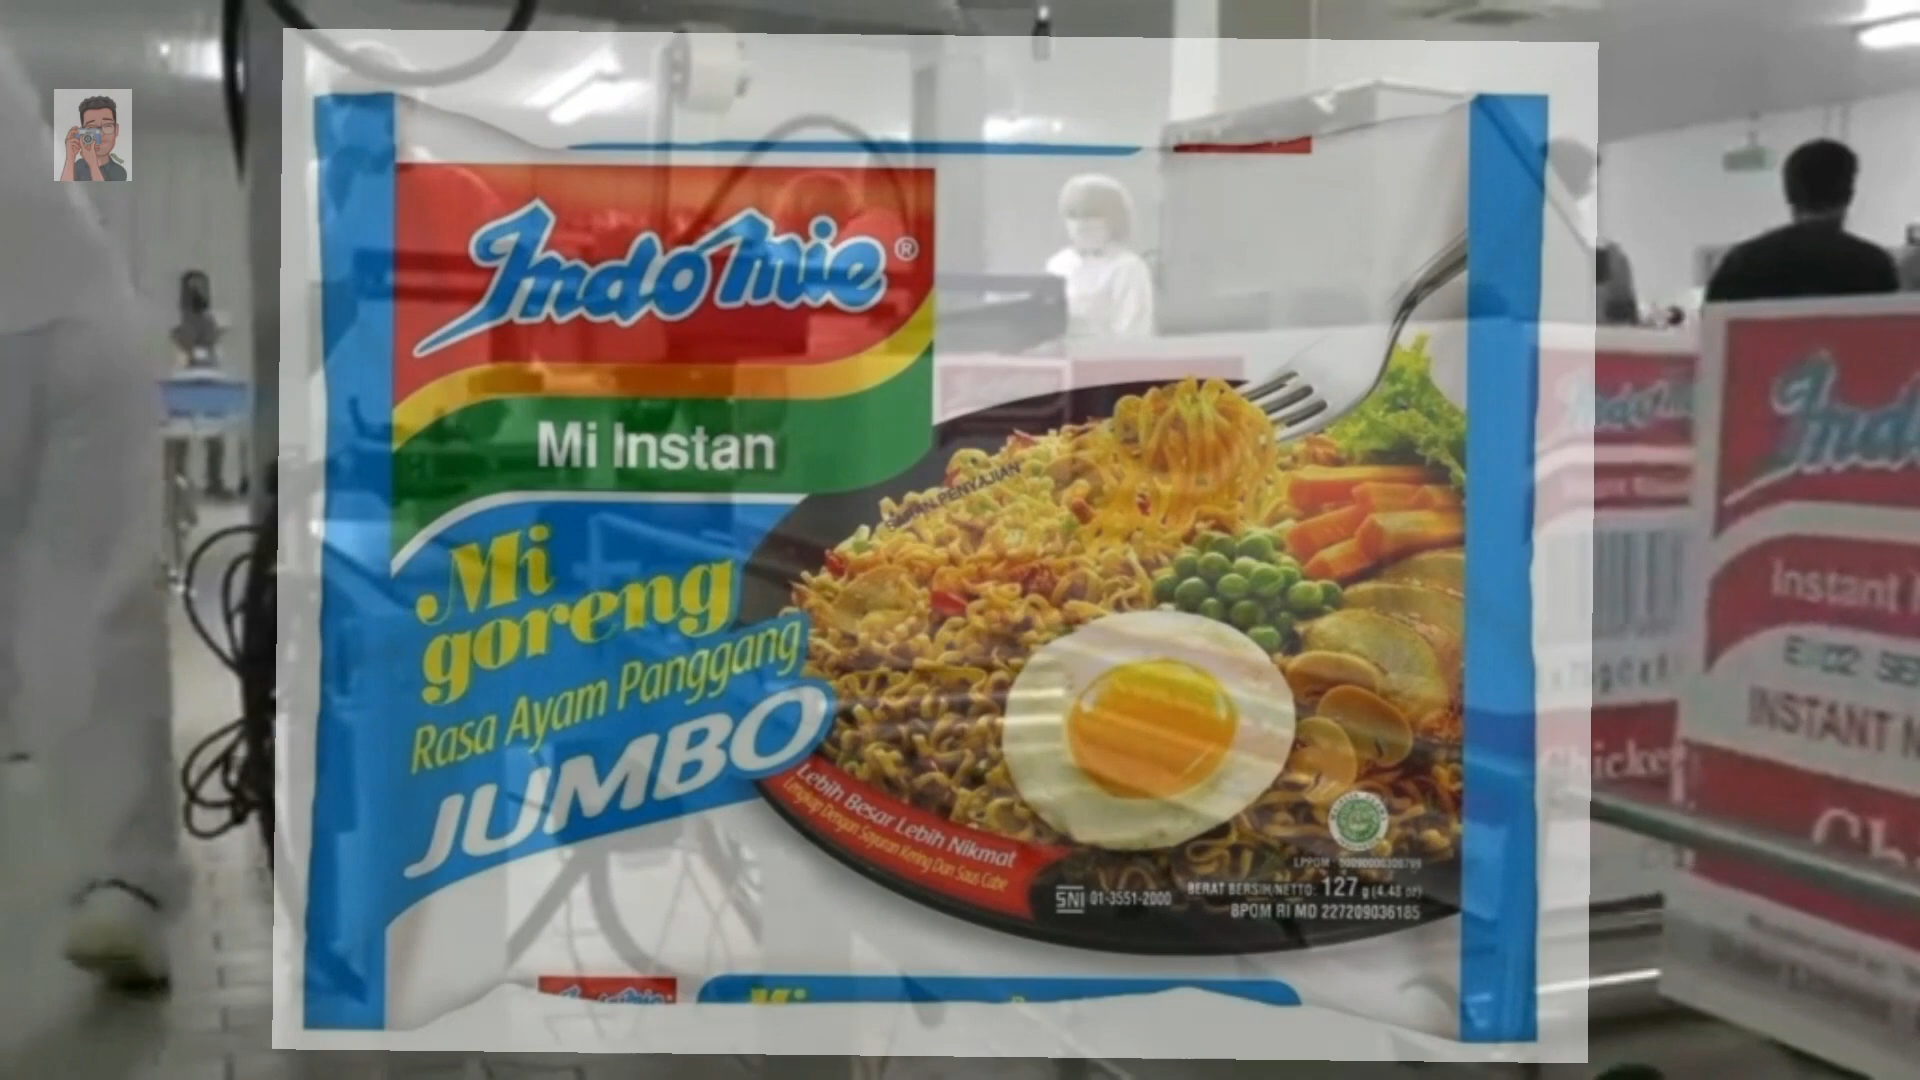 IndoMie®
Mi Instan
Mi
goreng
Rasa Ayam Panggang
JUMBO
Lebih Besar Lebih Nikmat
Lengkap Dengan Sayuran Kering Dan Saus Cabe
SARAN PENYAJIAN
SNI 01-3551-2000
BERAT BERSIH/NETTO: 127 g (4.48 oz)
BPOM RI MD 227209036185
Mi
Instant
INSTANT
Chicken